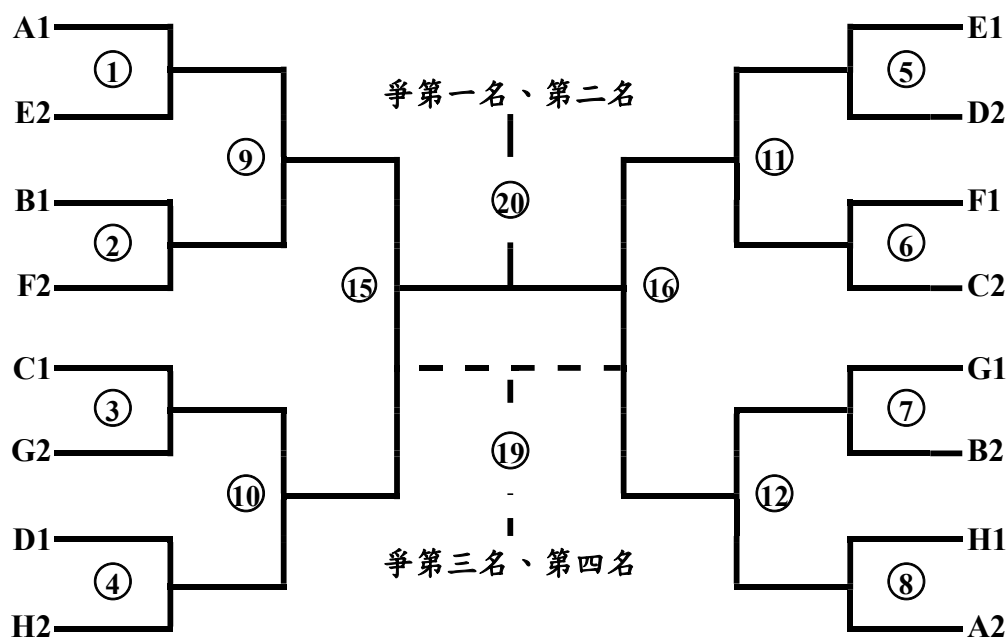 A1
①
E2
⑨
B1
②
F2
⑮
C1
③
G2
⑩
D1
④
H2
爭第一名、第二名
⑳
⑲
爭第三名、第四名
E1
⑤
D2
⑪
F1
⑥
C2
⑯
G1
⑦
B2
⑫
H1
⑧
A2